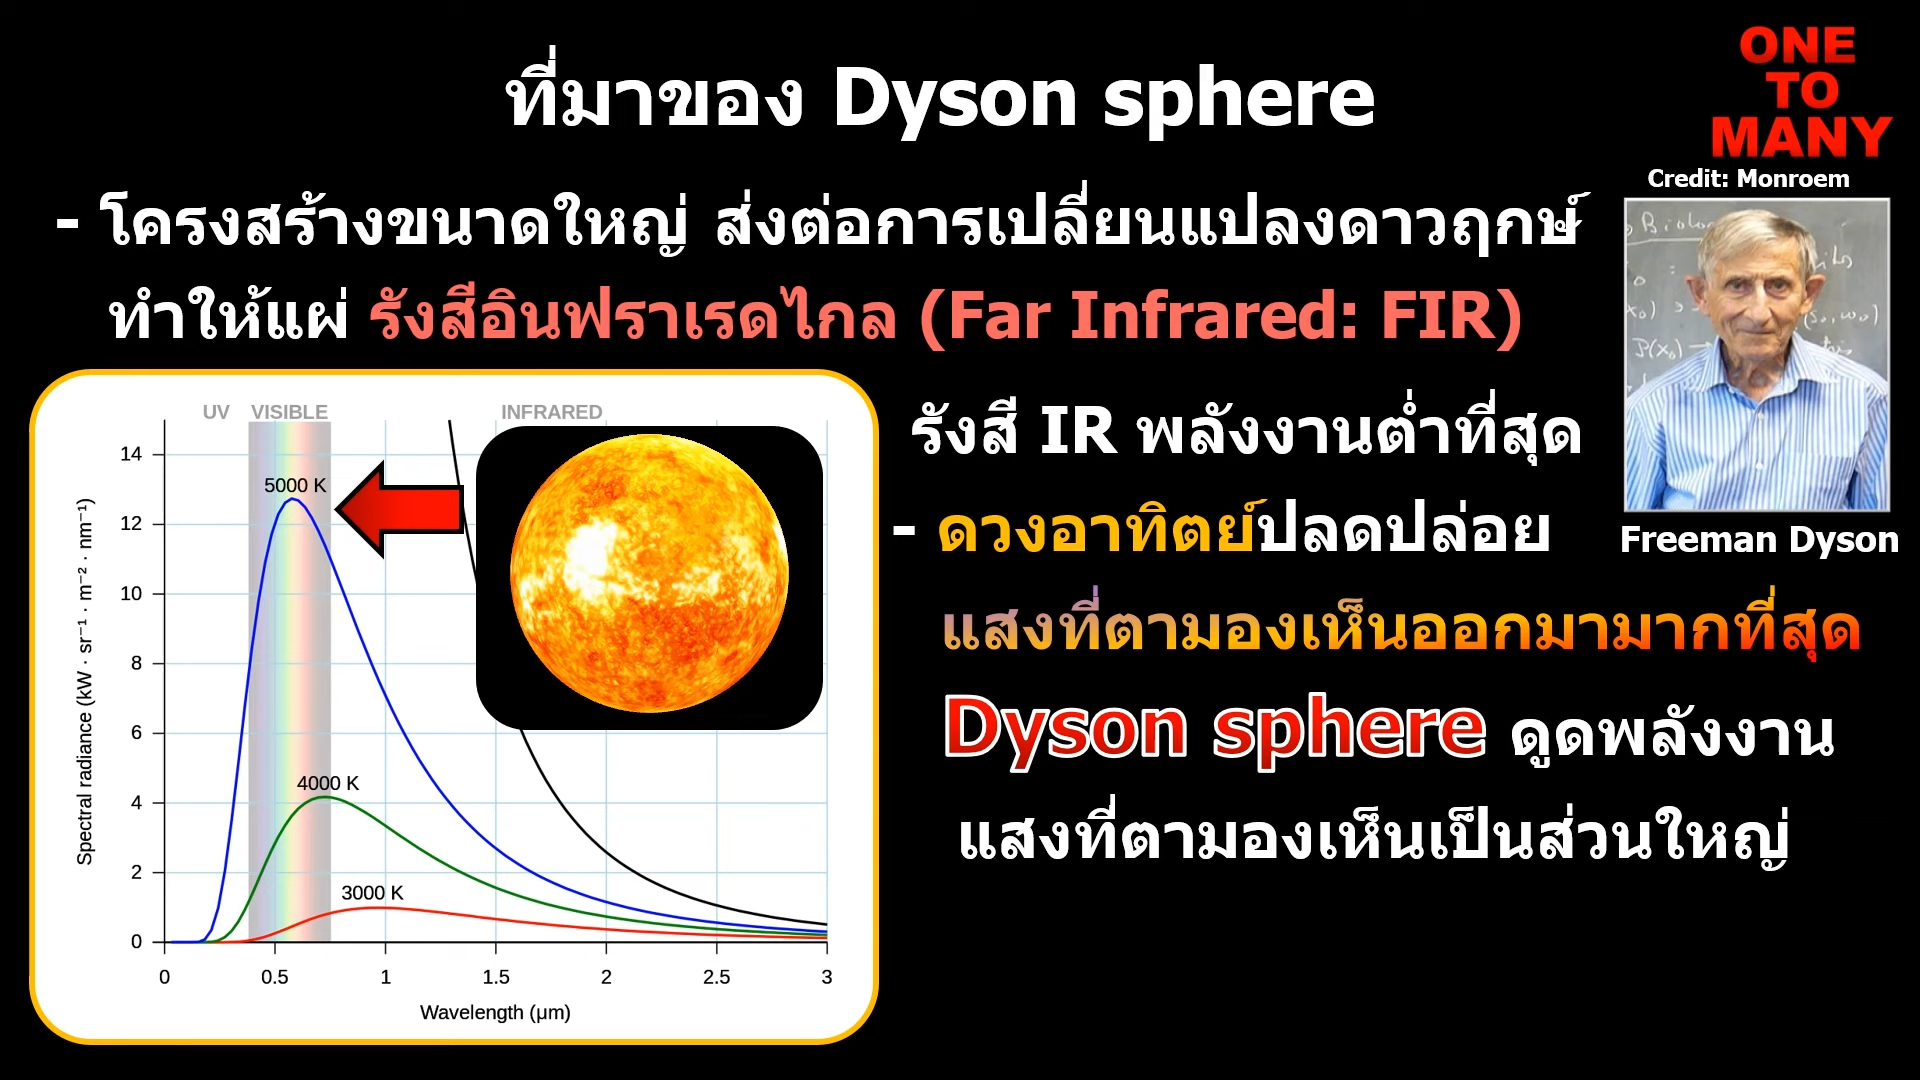 ที่มาของ Dyson sphere
ONE
TO
MANY
Credit: Monroem
- โครงสร้างขนาดใหญ่ ส่งต่อการเปลี่ยนแปลงดาวฤกษ์
ทำให้แผ่ รังสีอินฟราเรดไกล (Far Infrared: FIR)
รังสี IR พลังงานต่ำที่สุด
Freeman Dyson
- ดวงอาทิตย์ปลดปล่อย
แสงที่ตามองเห็นออกมามากที่สุด
Dyson sphere ดูดพลังงาน
แสงที่ตามองเห็นเป็นส่วนใหญ่
UV VISIBLE INFRARED
14
12
10
8
6
4
2
0
5000 K
4000 K
3000 K
Spectral radiance (kW · sr⁻¹ · m⁻² · nm⁻¹)
0 0.5 1 1.5 2 2.5 3
Wavelength (μm)